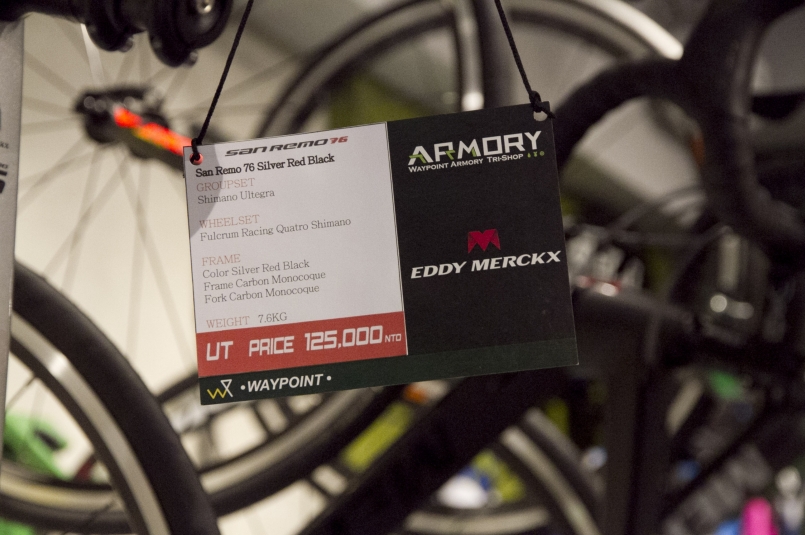 SAN REMO 76
San Remo 76 Silver Red Black
GROUPSET
Shimano Ultegra
WHEELSET
Fulcrum Racing Quatro Shimano
FRAME
Color Silver Red Black
Frame Carbon Monocoque
Fork Carbon Monocoque
WEIGHT 7.6KG
UT PRICE 125,000 NTD
•WAYPOINT•
ARMORY
WAYPOINT ARMORY TRI-SHOP
EDDY MERCKX